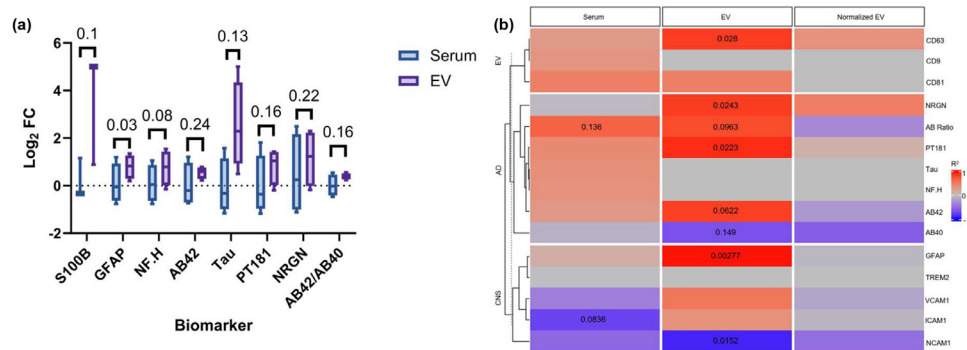 (a)
Log2 FC
6
4
2
0
-2
0.1
0.03
0.08
0.24
0.13
0.16
0.22
0.16
Serum
EV
S100B
GFAP
NF.H
AB42
Tau
PT181
NRGN
AB42/AB40
Biomarker
(b)
Serum
EV
Normalized EV
EV
0.028
CD63
CD9
CD81
AD
0.0243
NRGN
0.136
0.0963
AB Ratio
0.0223
PT181
Tau
NF.H
0.0622
AB42
0.149
AB40
CNS
0.00277
GFAP
TREM2
VCAM1
0.0836
ICAM1
0.0152
NCAM1
R²
1
0